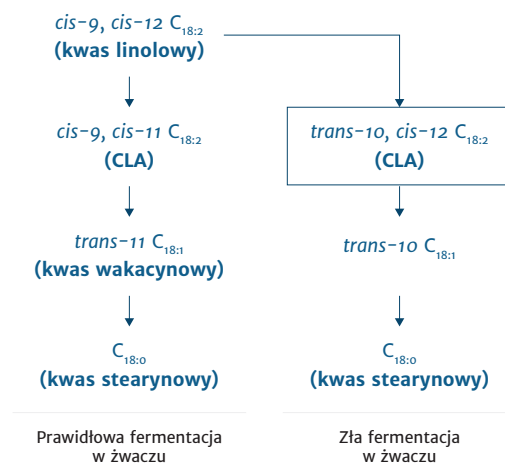 cis-9, cis-12 C18:2
(kwas linolowy)
cis-9, cis-11 C18:2
(CLA)
trans-10, cis-12 C18:2
(CLA)
trans-11 C18:1
(kwas wakacynowy)
trans-10 C18:1
C18:0
(kwas stearynowy)
C18:0
(kwas stearynowy)
Prawidłowa fermentacja
w żwaczu
Zła fermentacja
w żwaczu